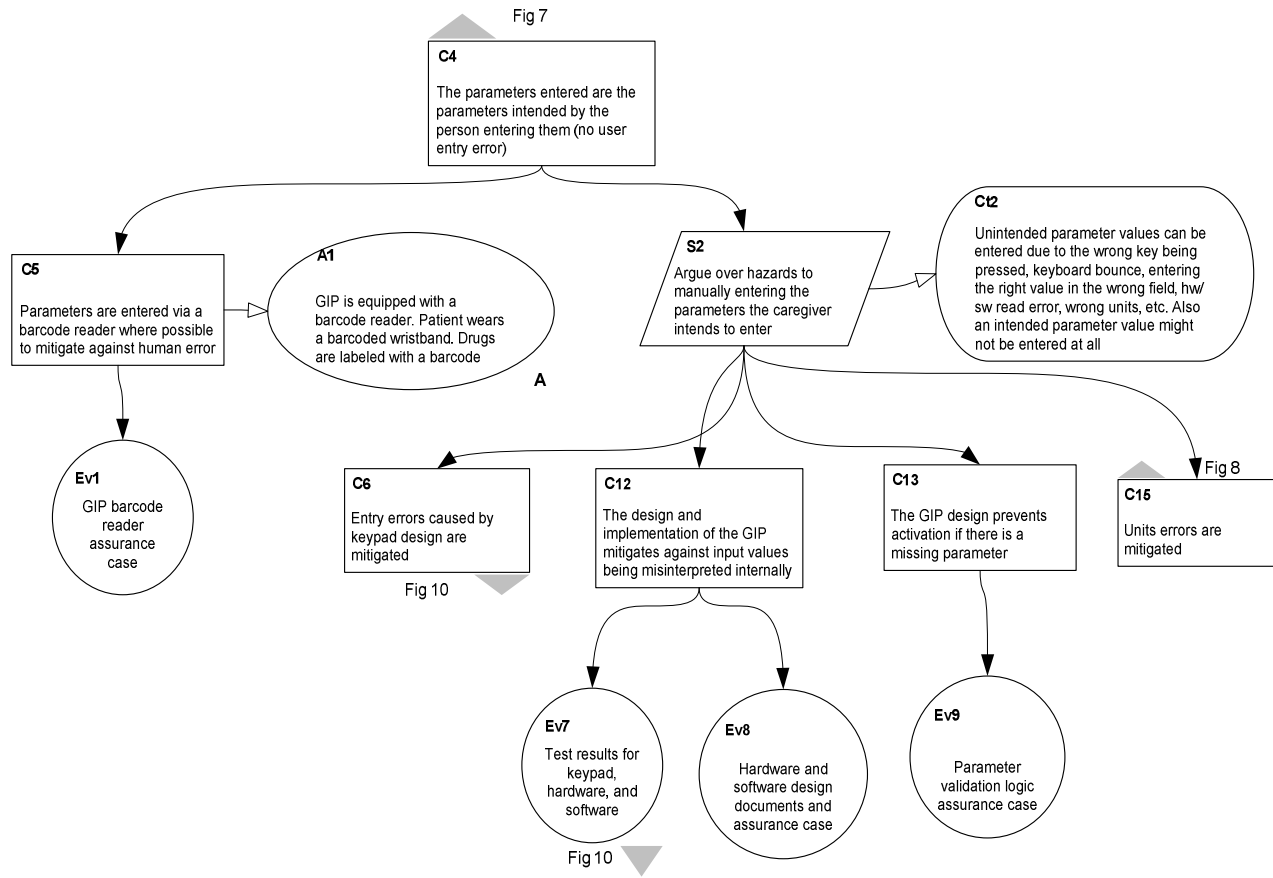 Fig 7
C4
The parameters entered are the
parameters intended by the
person entering them (no user
entry error)
C5
Parameters are entered via a
barcode reader where possible
to mitigate against human error
A1
GIP is equipped with a
barcode reader. Patient wears
a barcoded wristband. Drugs
are labeled with a barcode
A
S2
Argue over hazards to
manually entering the
parameters the caregiver
intends to enter
Ct2
Unintended parameter values can be
entered due to the wrong key being
pressed, keyboard bounce, entering
the right value in the wrong field, hw/
sw read error, wrong units, etc. Also
an intended parameter value might
not be entered at all
Ev1
GIP barcode
reader
assurance
case
C6
Entry errors caused by
keypad design are
mitigated
Fig 10
C12
The design and
implementation of the GIP
mitigates against input values
being misinterpreted internally
C13
The GIP design prevents
activation if there is a
missing parameter
Fig 8
C15
Units errors are
mitigated
Ev7
Test results for
keypad,
hardware, and
software
Fig 10
Ev8
Hardware and
software design
documents and
assurance case
Ev9
Parameter
validation logic
assurance case